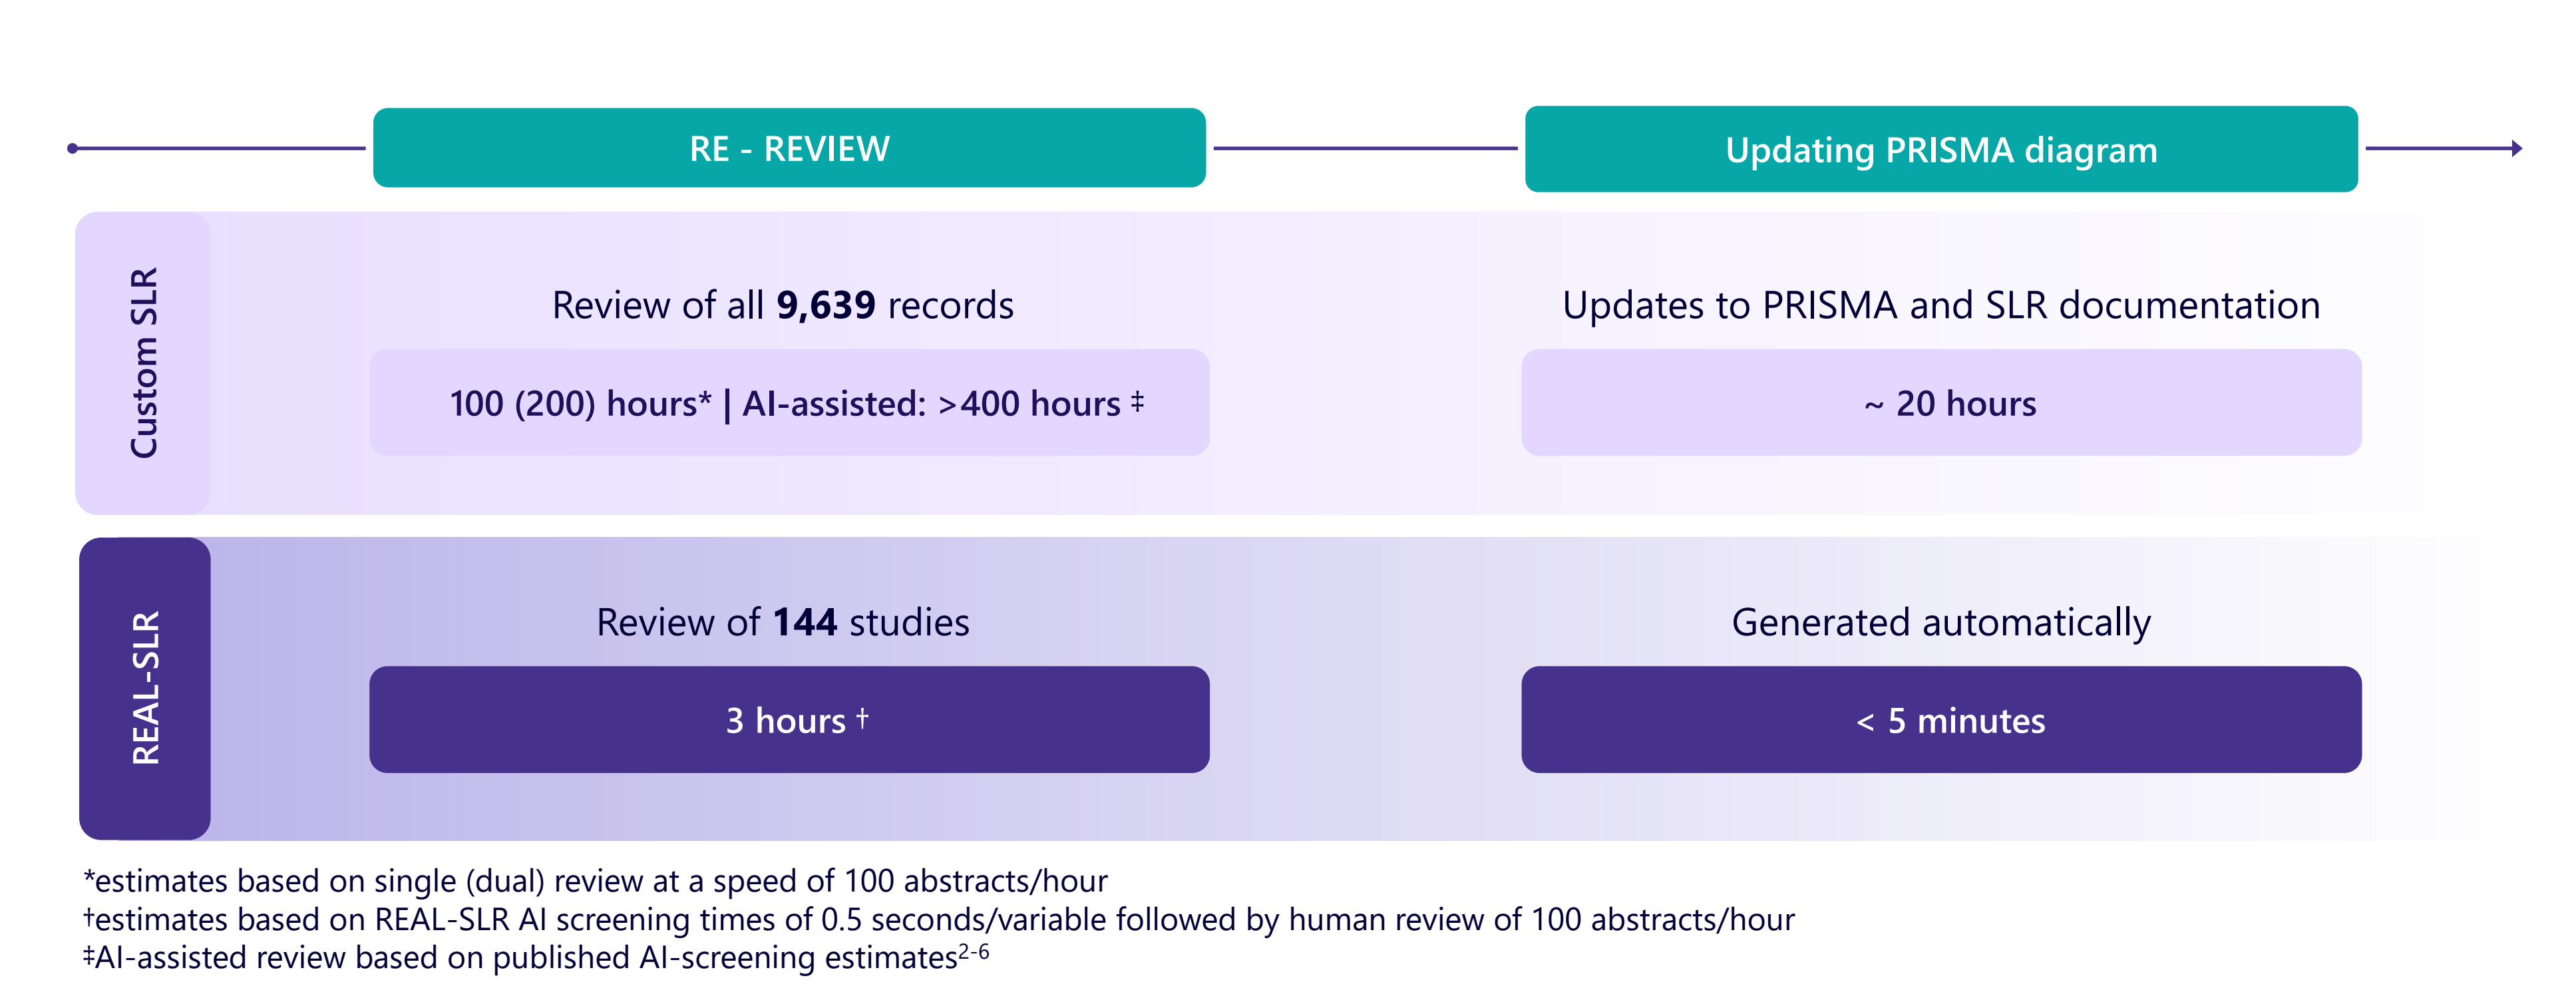 RE - REVIEW
Updating PRISMA diagram
Custom SLR
Review of all 9,639 records
100 (200) hours* | AI-assisted: >400 hours ‡
Updates to PRISMA and SLR documentation
~ 20 hours
REAL-SLR
Review of 144 studies
3 hours †
Generated automatically
< 5 minutes
*estimates based on single (dual) review at a speed of 100 abstracts/hour
†estimates based on REAL-SLR AI screening times of 0.5 seconds/variable followed by human review of 100 abstracts/hour
‡AI-assisted review based on published AI-screening estimates2-6